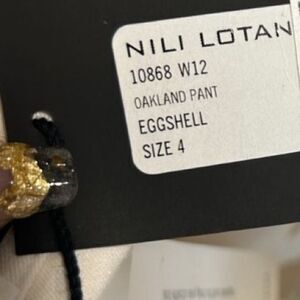 NILI LOTAN
10868 W12
OAKLAND PANT
EGGSHELL
SIZE 4